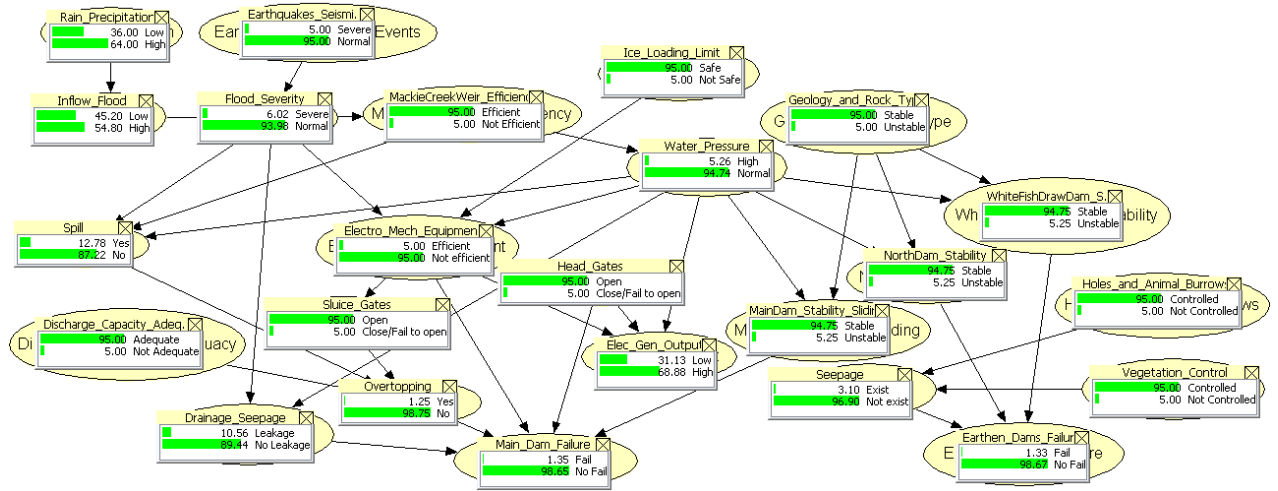 Rain_Precipitation
36.00 Low
64.00 High
Earthquakes_Seismi.
Ear
Events
5.00 Severe
95.00 Normal
Ice_Loading_Limit
95.00 Safe
5.00 Not Safe
Inflow_Flood
45.20 Low
54.80 High
Flood_Severity
6.02 Severe
93.98 Normal
MackieCreekWeir_Efficienc
M
ency
95.00 Efficient
5.00 Not Efficient
Geology_and_Rock_Typ
G
ype
95.00 Stable
5.00 Unstable
Water_Pressure
5.26 High
94.74 Normal
WhiteFishDrawDam_S.
Wh
ability
94.75 Stable
5.25 Unstable
Spill
12.78 Yes
87.22 No
Electro_Mech_Equipmen
E
nt
5.00 Efficient
95.00 Not efficient
Head_Gates
95.00 Open
5.00 Close/Fail to open
NorthDam_Stability
N
94.75 Stable
5.25 Unstable
Holes_and_Animal_Burrow
H
ws
95.00 Controlled
5.00 Not Controlled
Sluice_Gates
95.00 Open
5.00 Close/Fail to open
MainDam_Stability_Slidin
M
ding
94.75 Stable
5.25 Unstable
Discharge_Capacity_Adeq.
Di
uacy
95.00 Adequate
5.00 Not Adequate
Elec_Gen_Output
31.13 Low
68.88 High
Seepage
3.10 Exist
96.90 Not exist
Vegetation_Control
95.00 Controlled
5.00 Not Controlled
Overtopping
1.25 Yes
98.75 No
Drainage_Seepage
10.56 Leakage
89.44 No Leakage
Main_Dam_Failure
1.35 Fail
98.65 No Fail
Earthen_Dams_Failur
E
re
1.33 Fail
98.67 No Fail